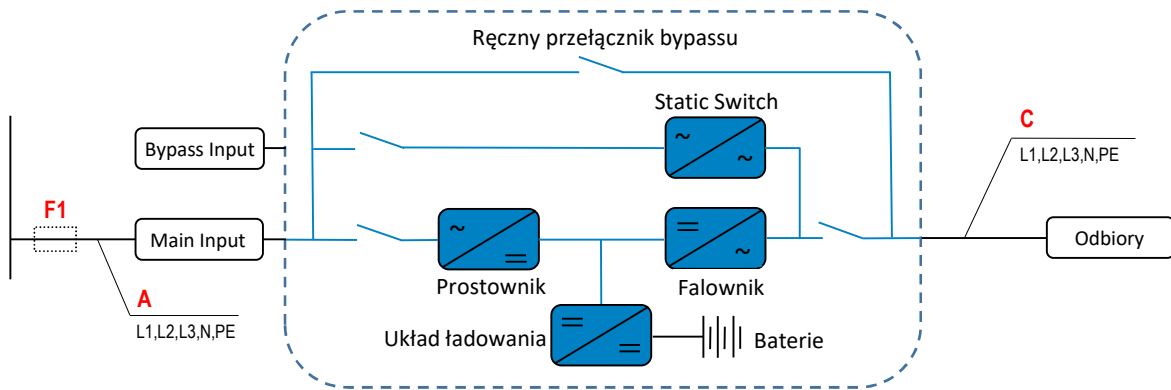 Ręczny przełącznik bypassu
Static Switch
C
L1,L2,L3,N,PE
Bypass Input
~
~
F1
Main Input
~
=
=
~
Odbiory
Prostownik
Falownik
A
L1,L2,L3,N,PE
Układ ładowania
=
=
Baterie